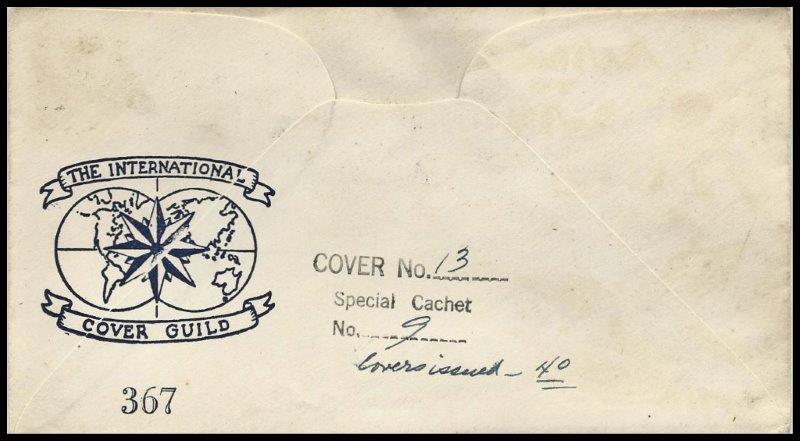 THE INTERNATIONAL
COVER GUILD
367
COVER No. 13
Special Cachet
No. 9
Covers issued - 40